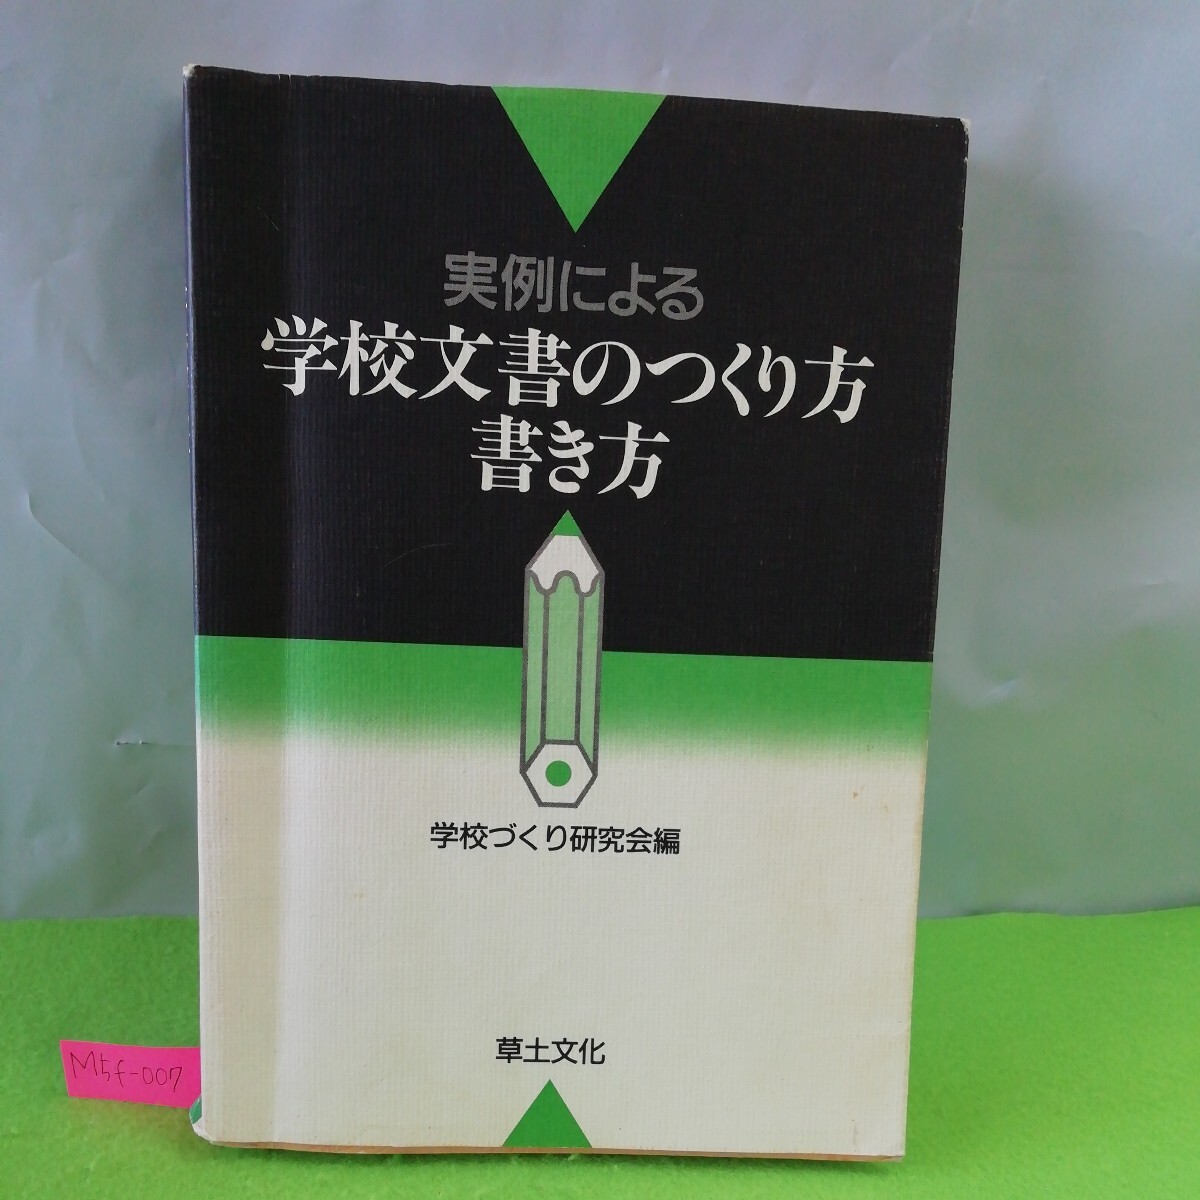 実例による
学校文書のつくり方
書き方
学校づくり研究会編
草土文化
M5f-007